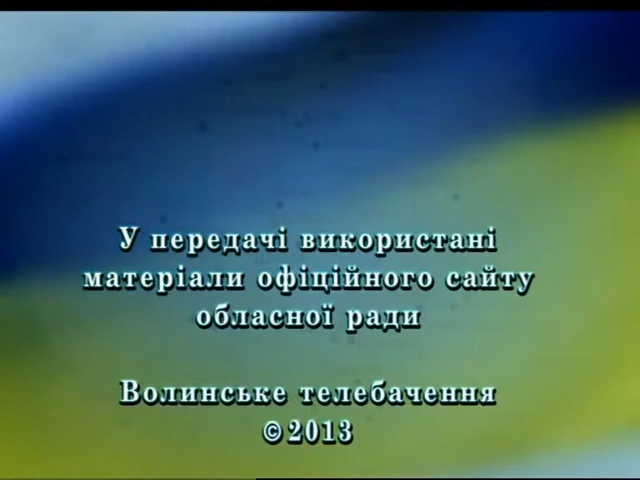 У передачі використані
матеріали офіційного сайту
обласної ради
Волинське телебачення
©2013